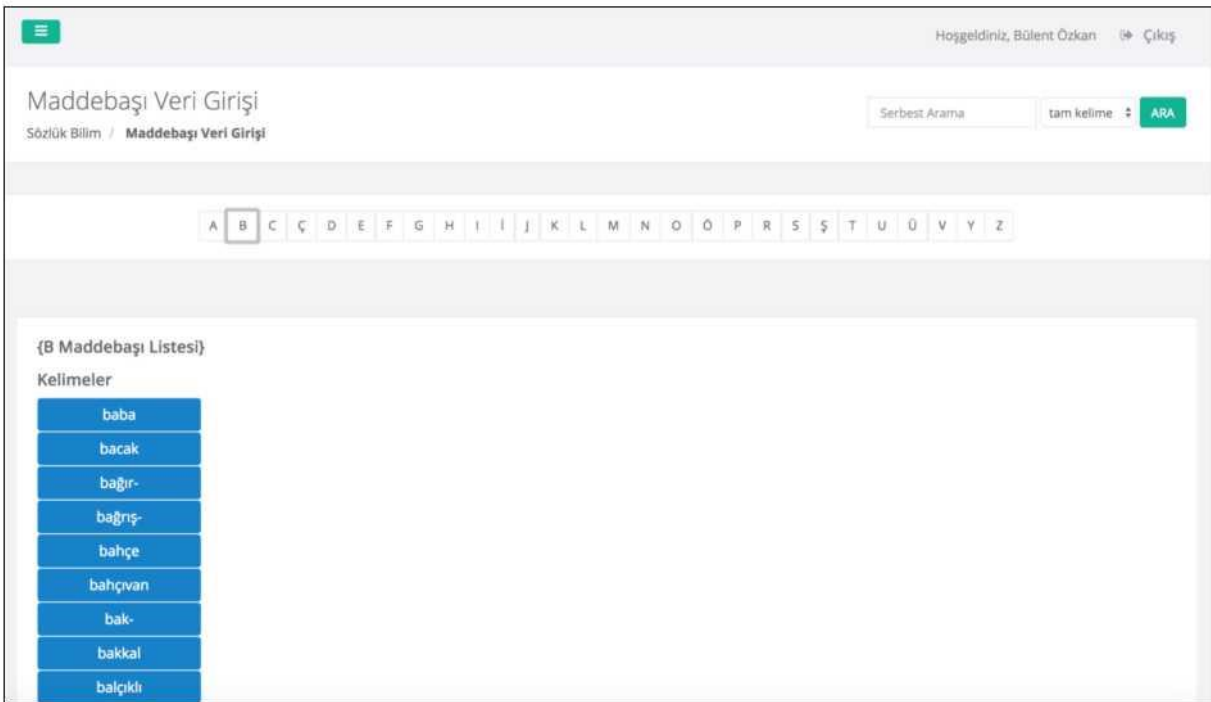 Hoşgeldiniz, Bülent Özkan Çıkış
Maddebaşı Veri Girişi
Serbest Arama tam kelime ARA
Sözlük Bilim / Maddebaşı Veri Girişi
A B C Ç D E F G H I İ J K L M N O Ö P R S Ş T U Ü V Y Z
{B Maddebaşı Listesi}
Kelimeler
baba
bacak
bağır-
bağrış-
bahçe
bahçıvan
bak-
bakkal
balçıklı